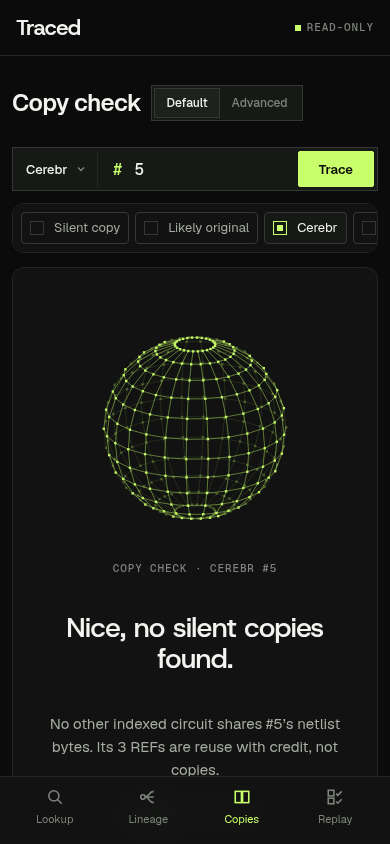 Traced
READ-ONLY
Copy check
Default
Advanced
Cerebr
# 5
Trace
Silent copy
Likely original
Cerebr
COPY CHECK · CEREBR #5
Nice, no silent copies
found.
No other indexed circuit shares #5’s netlist
bytes. Its 3 REFs are reuse with credit, not
copies.
Lookup
Lineage
Copies
Replay